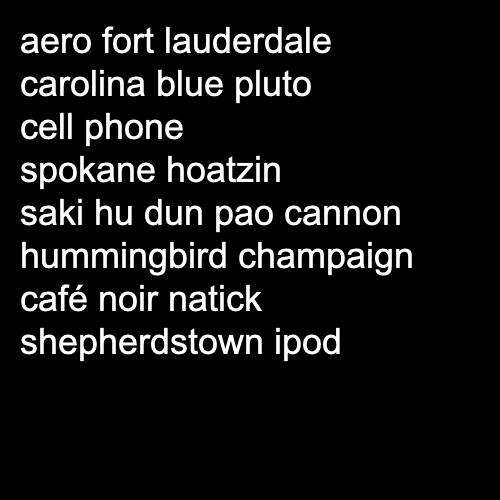 aero fort lauderdale
carolina blue pluto
cell phone
spokane hoatzin
saki hu dun pao cannon
hummingbird champaign
café noir natick
shepherdstown ipod